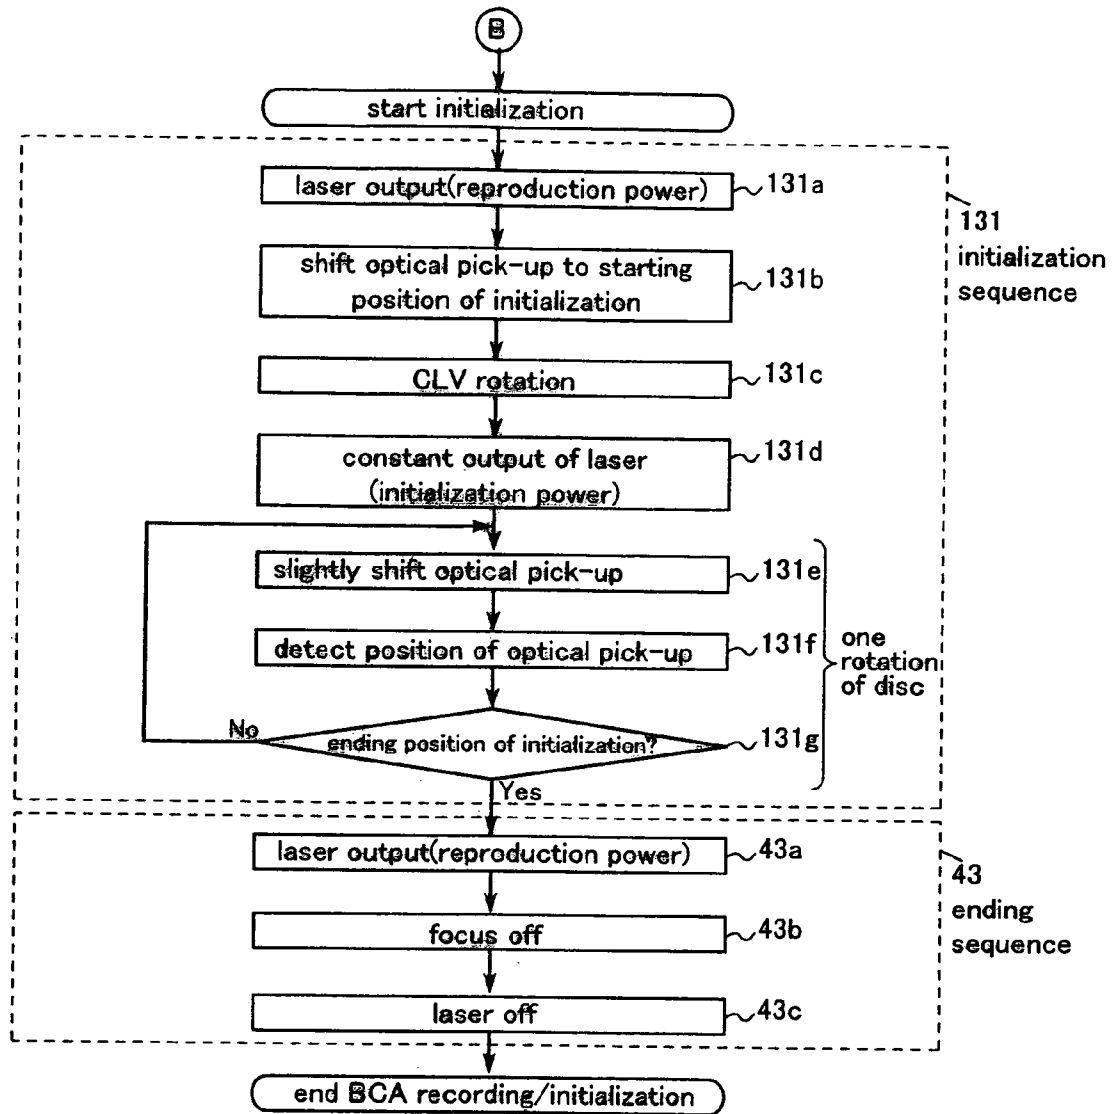 B
start initialization
laser output(reproduction power)
131a
131
initialization
sequence
shift optical pick-up to starting
position of initialization
131b
CLV rotation
131c
constant output of laser
(initialization power)
131d
slightly shift optical pick-up
131e
detect position of optical pick-up
131f
one
rotation
of disc
No
ending position of initialization?
131g
Yes
laser output(reproduction power)
43a
43
ending
sequence
focus off
43b
laser off
43c
end BCA recording/initialization